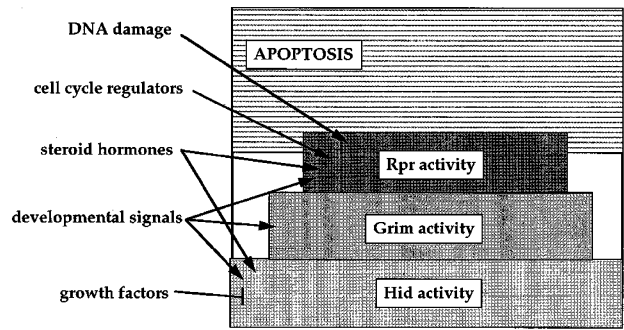 DNA damage
APOPTOSIS
cell cycle regulators
steroid hormones
Rpr activity
developmental signals
Grim activity
growth factors
Hid activity